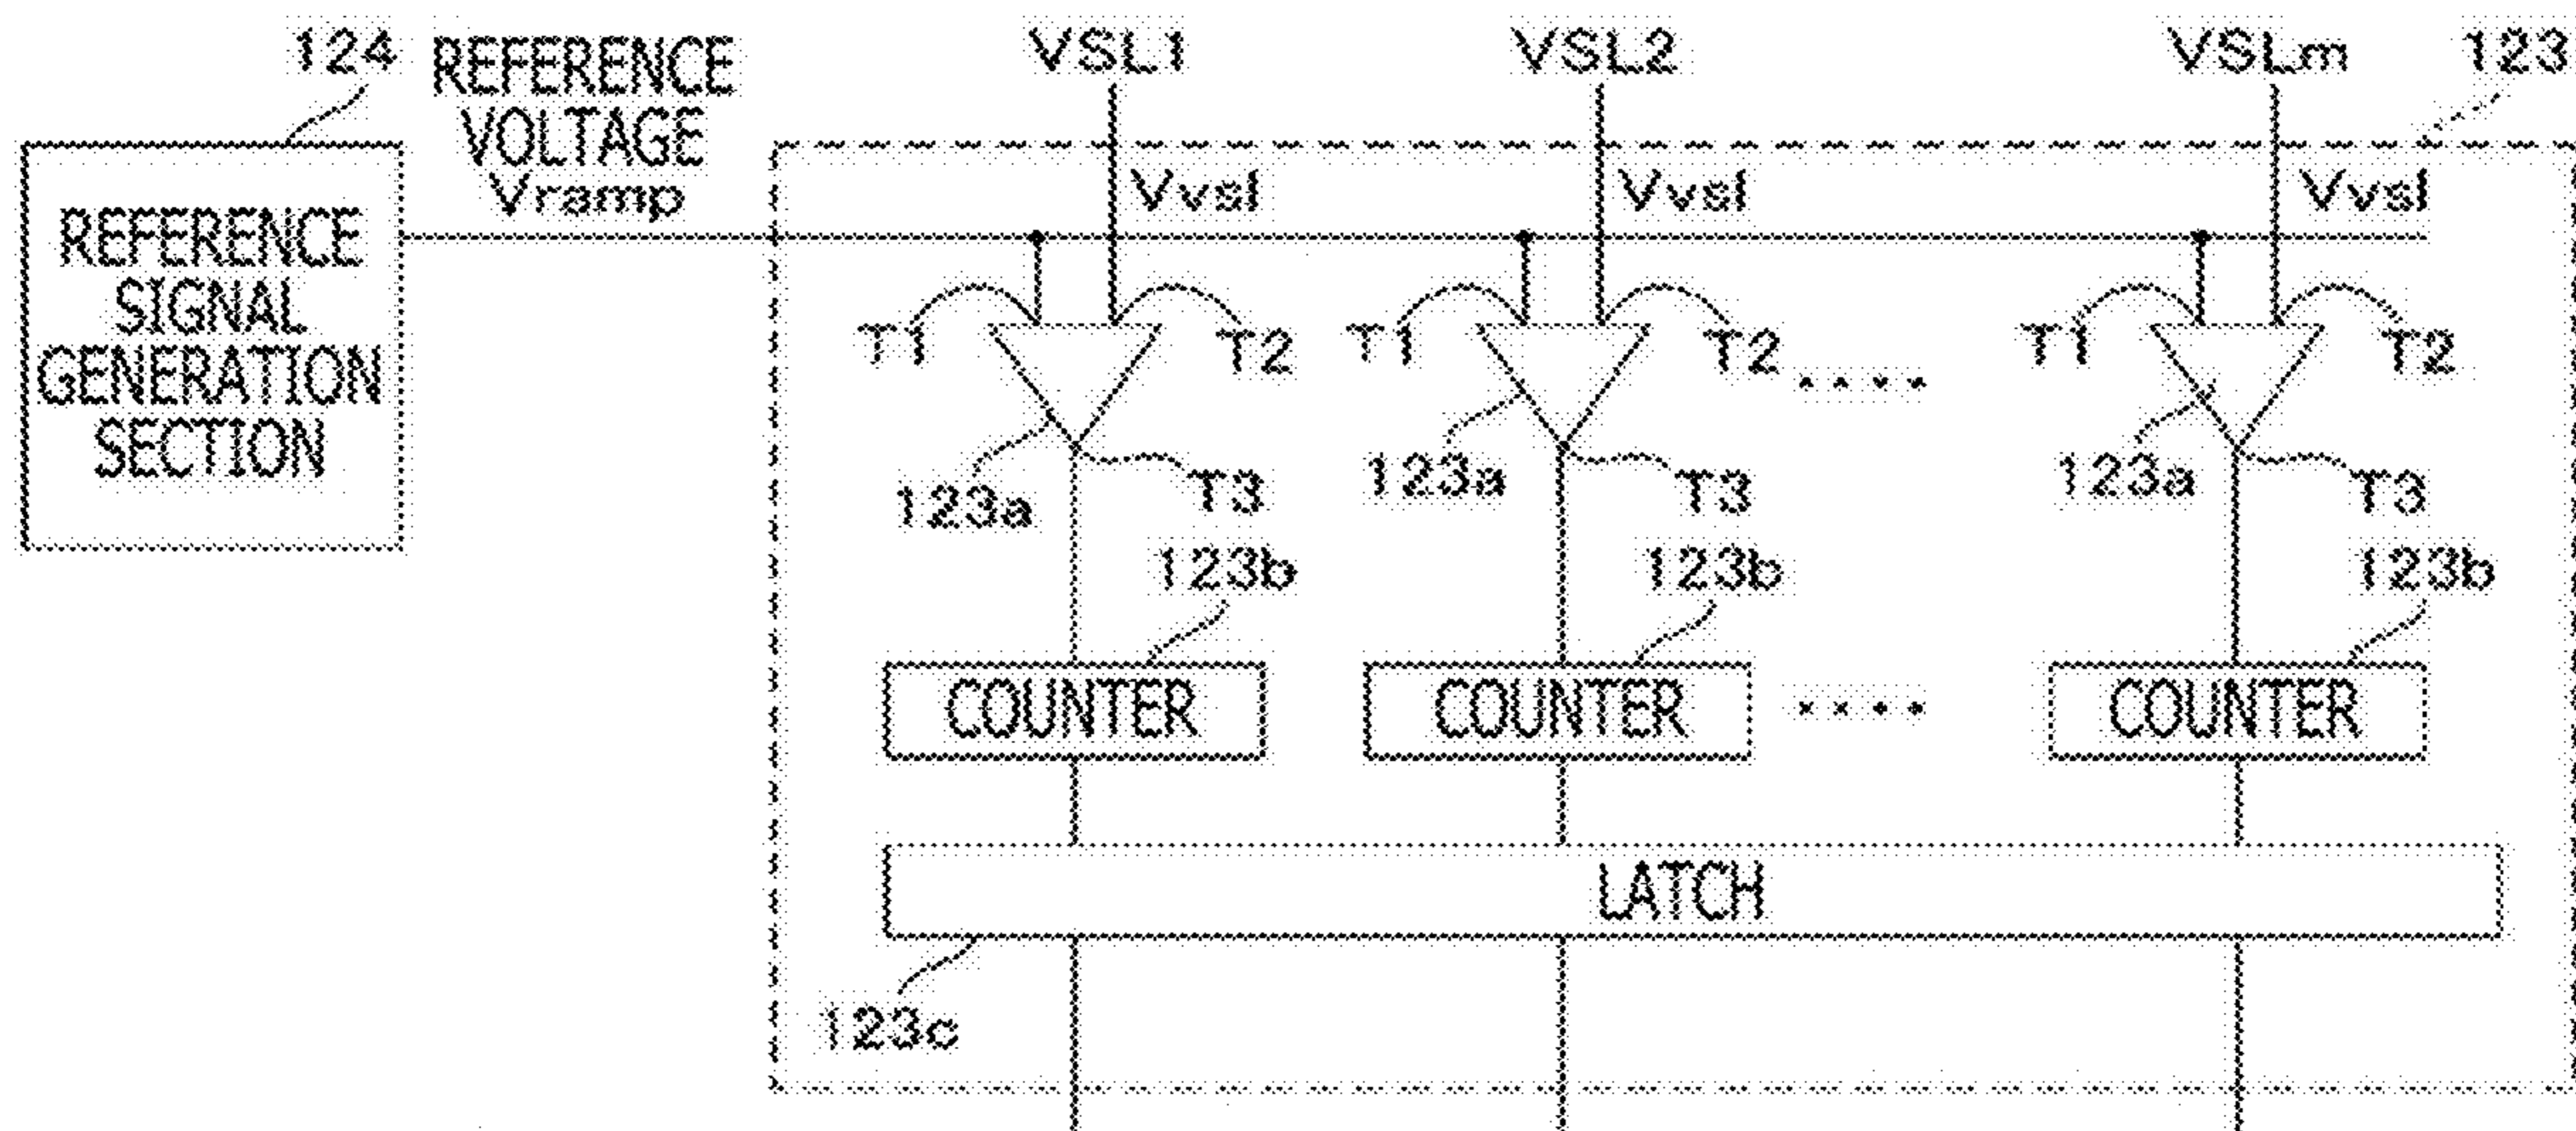 124
REFERENCE
VOLTAGE
Vramp
VSL1
VSL2
VSLm
123
REFERENCE
SIGNAL
GENERATION
SECTION
Vvsl
Vvsl
Vvsl
T1
T2
T1
T2
T1
T2
123a
T3
123a
T3
123a
T3
123b
123b
123b
COUNTER
COUNTER
COUNTER
LATCH
123c